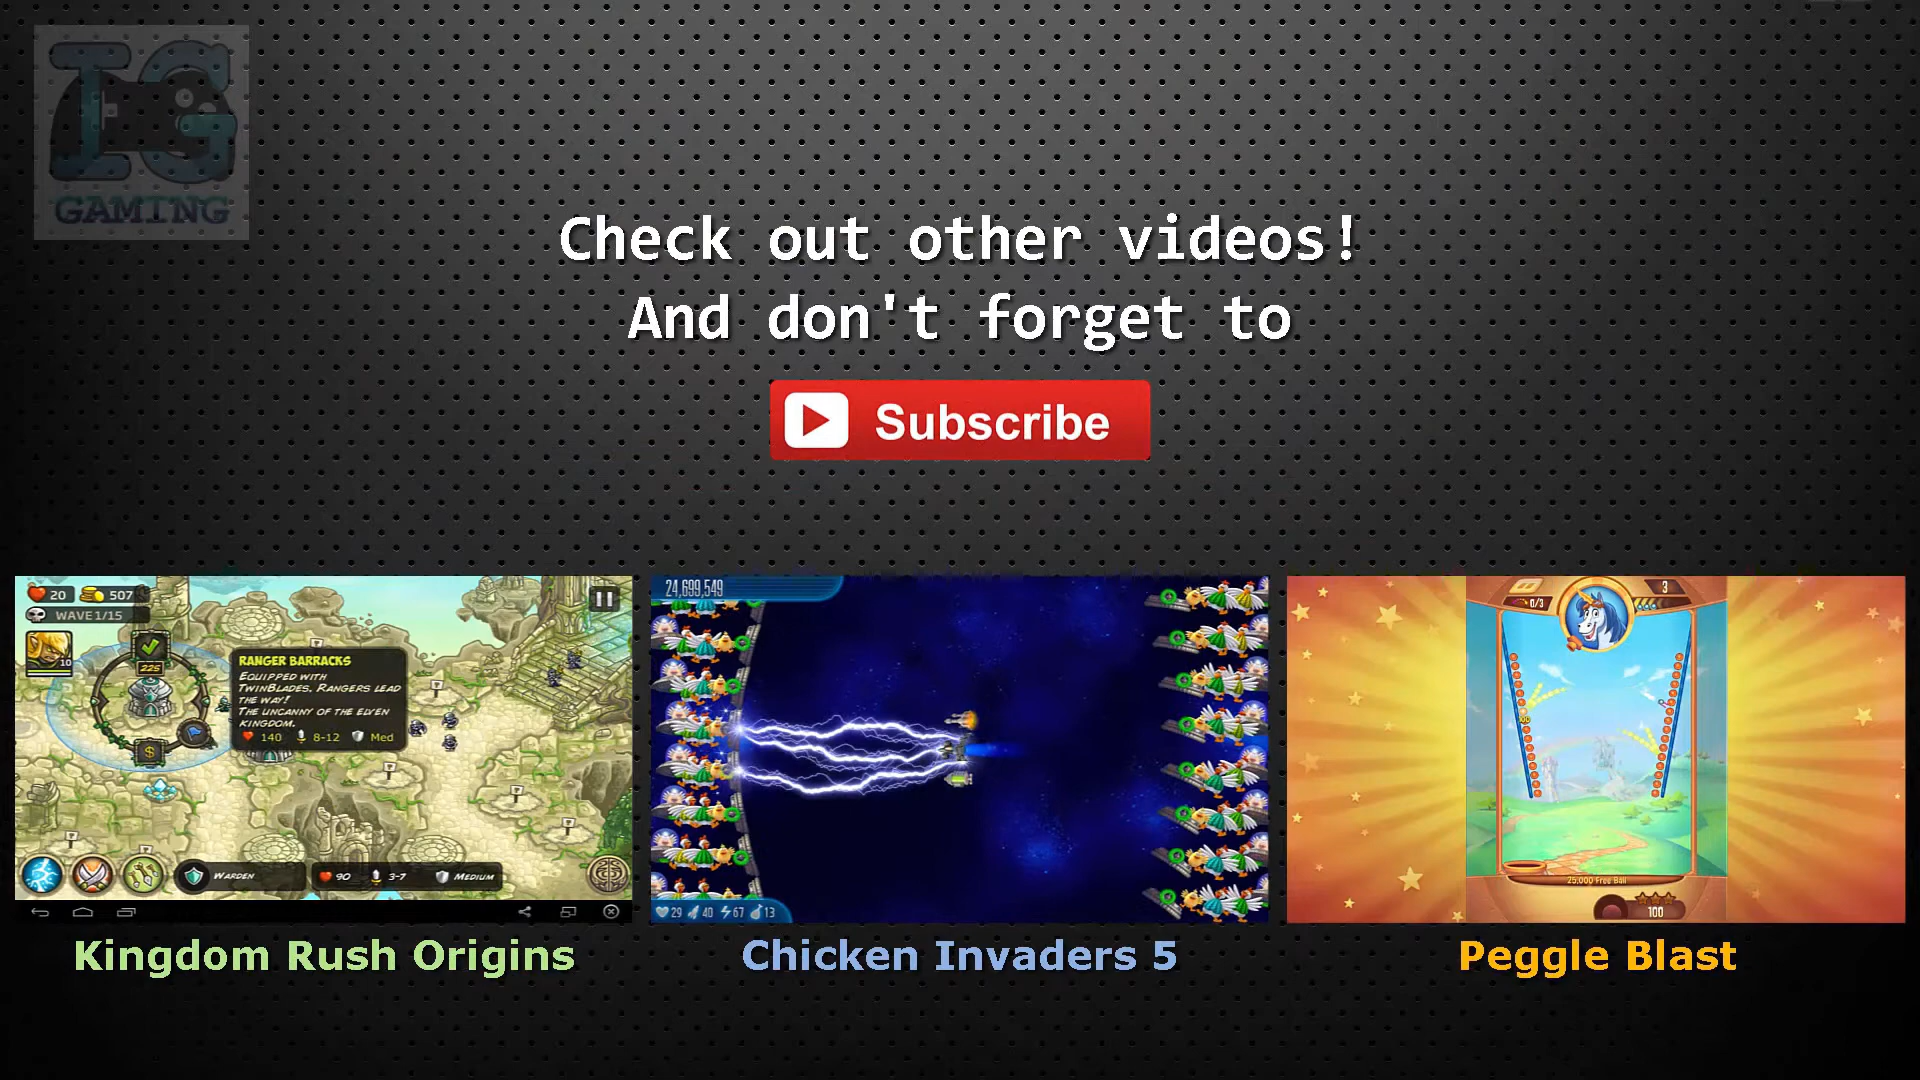 IG
GAMING
Check out other videos!
And don't forget to
Subscribe
20 507
WAVE 1/15
10
225
RANGER BARRACKS
EQUIPPED WITH
TWINBLADES, RANGERS LEAD
THE WAY!
THE UNCANNY OF THE ELVEN
KINGDOM.
140 8-12 Med
WARDEN 90 3-7 MEDIUM
24,699,549
29 40 67 13
0/3 3
25,000 Free Ball
100
Kingdom Rush Origins
Chicken Invaders 5
Peggle Blast